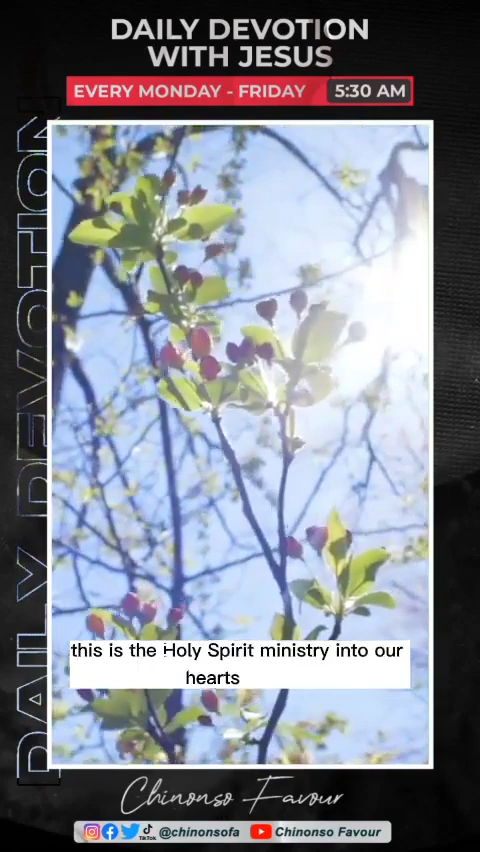 DAILY DEVOTION
WITH JESUS
EVERY MONDAY - FRIDAY 5:30 AM
DAILY DEVOTION
this is the Holy Spirit ministry into our
hearts
Chinonso Favour
TikTok @chinonsofa Chinonso Favour